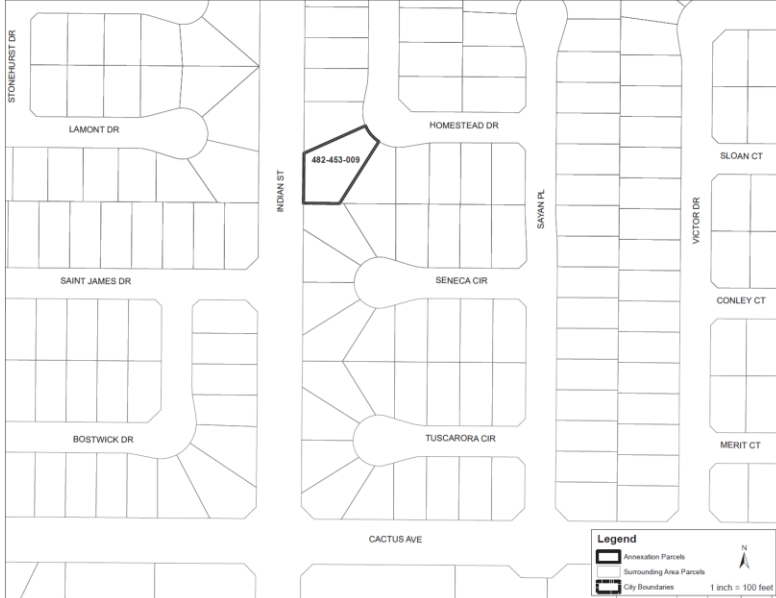 STONEHURST DR
LAMONT DR
HOMESTEAD DR
482-453-009
SLOAN CT
INDIAN ST
SAYAN PL
VICTOR DR
SAINT JAMES DR
SENECA CIR
CONLEY CT
BOSTWICK DR
TUSCARORA CIR
MERIT CT
CACTUS AVE
Legend
Annexation Parcels
Surrounding Area Parcels
City Boundaries
N
1 inch = 100 feet